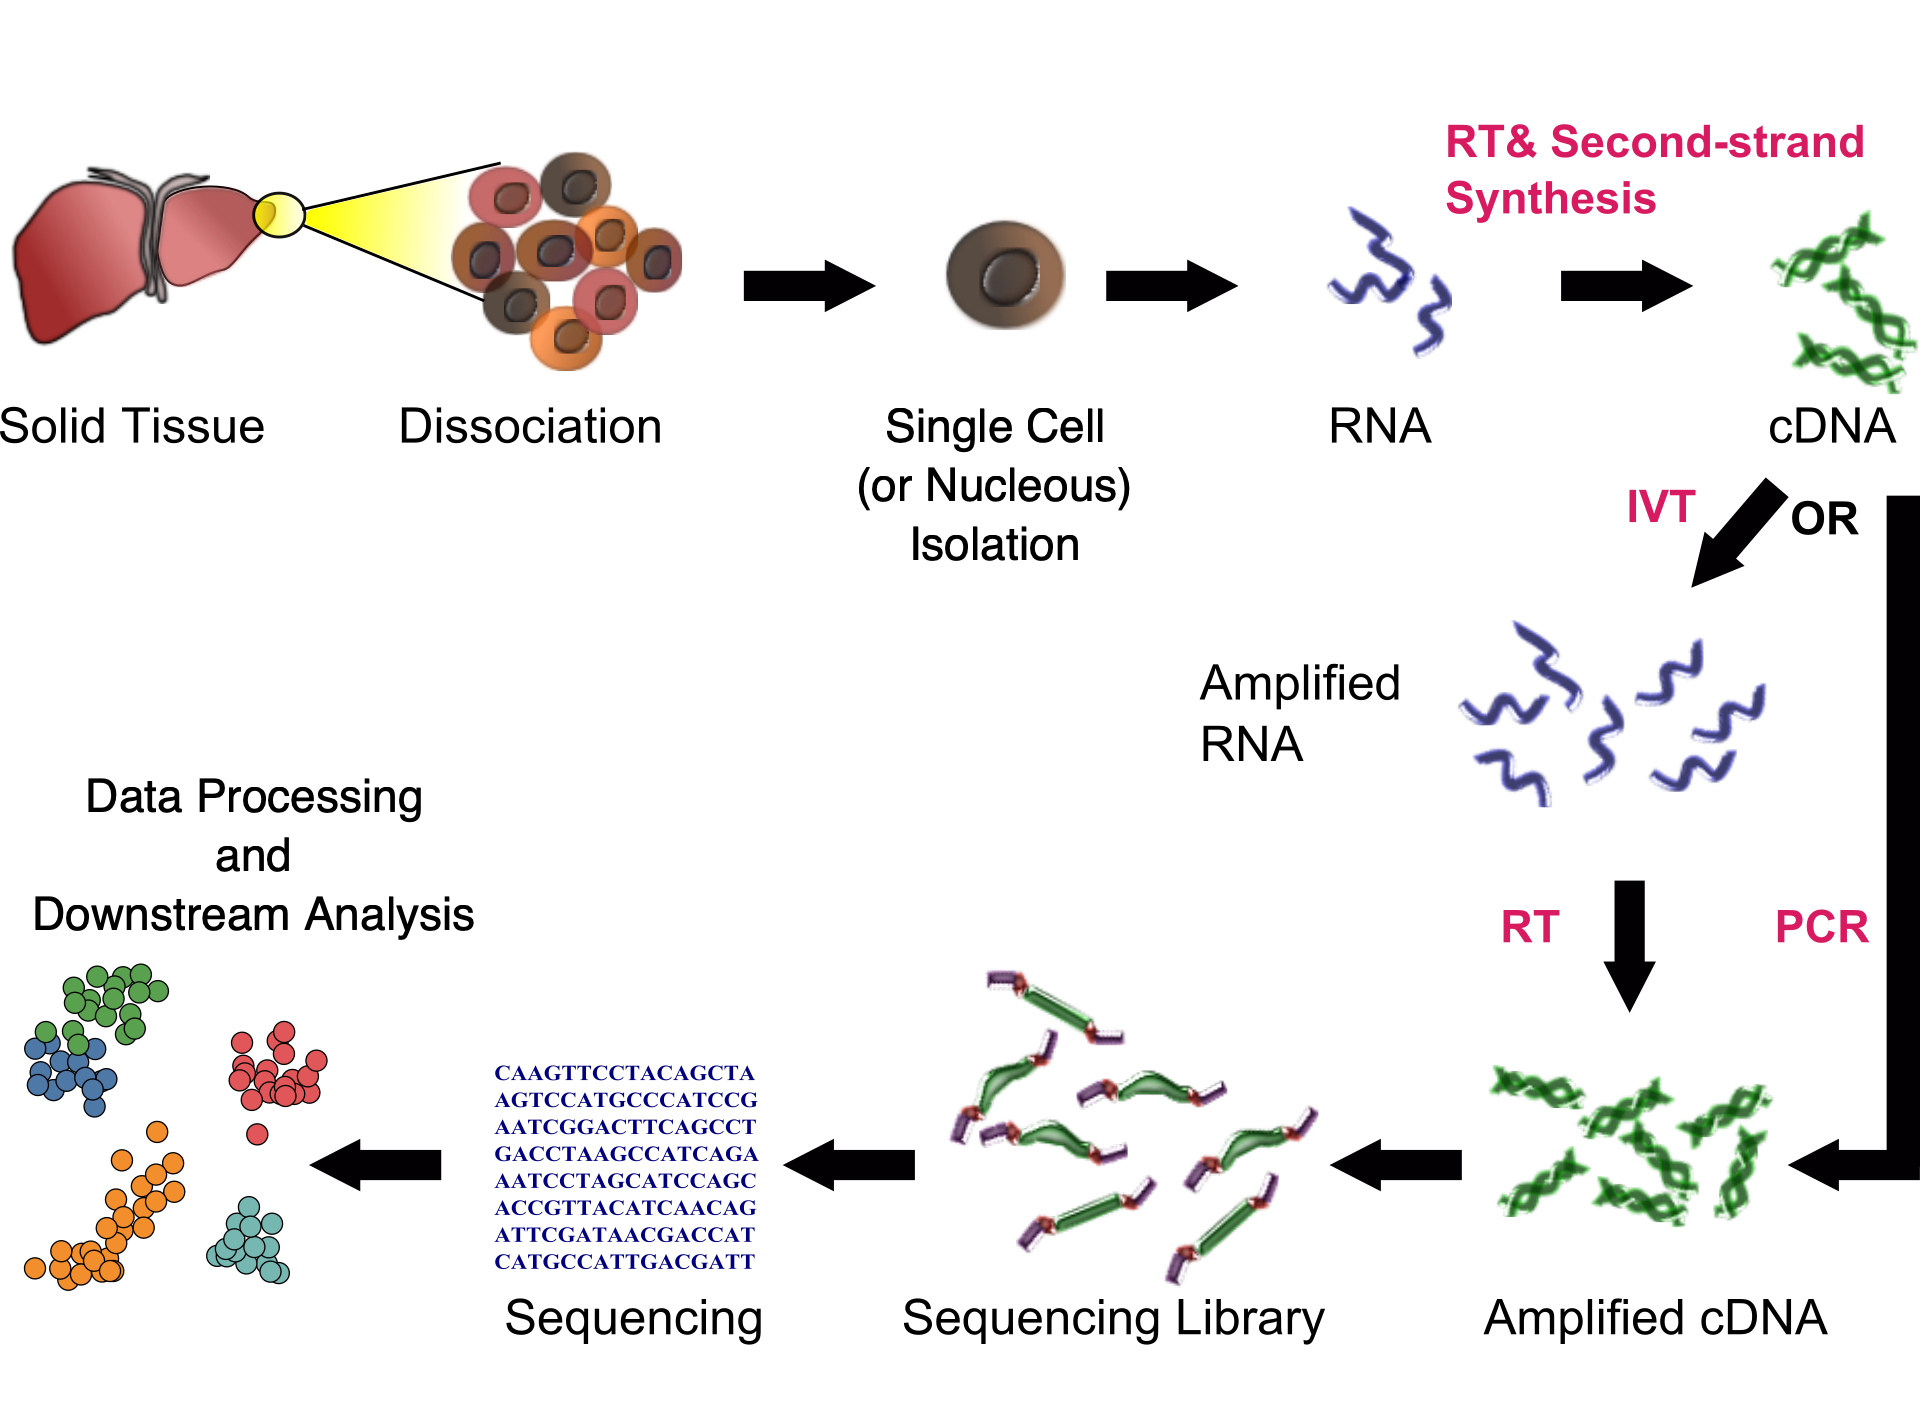 RT& Second-strand
Synthesis
Solid Tissue
Dissociation
Single Cell
(or Nucleous)
Isolation
RNA
cDNA
IVT
OR
Amplified
RNA
RT
PCR
Amplified cDNA
Sequencing Library
CAAGTTCCTACAGCTA
AGTCCATGCCCATCCG
AATCGGACTTCAGCCT
GACCTAAGCCATCAGA
AATCCTAGCATCCAGC
ACCGTTACATCAACAG
ATTCGATAACGACCAT
CATGCCATTGACGATT
Sequencing
Data Processing
and
Downstream Analysis